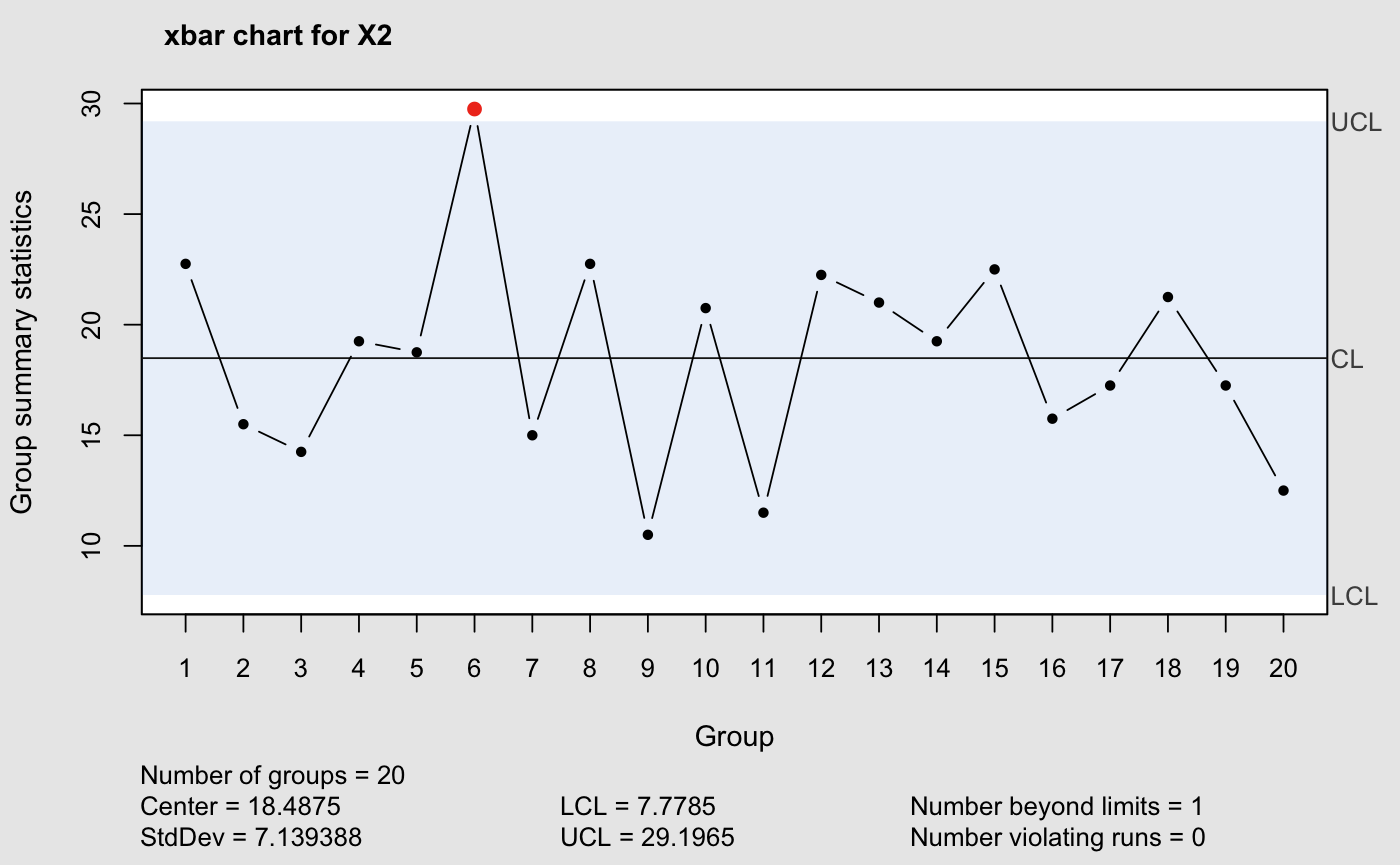 xbar chart for X2
Group summary statistics
30
25
20
15
10
UCL
CL
LCL
1 2 3 4 5 6 7 8 9 10 11 12 13 14 15 16 17 18 19 20
Group
Number of groups = 20
Center = 18.4875 LCL = 7.7785 Number beyond limits = 1
StdDev = 7.139388 UCL = 29.1965 Number violating runs = 0